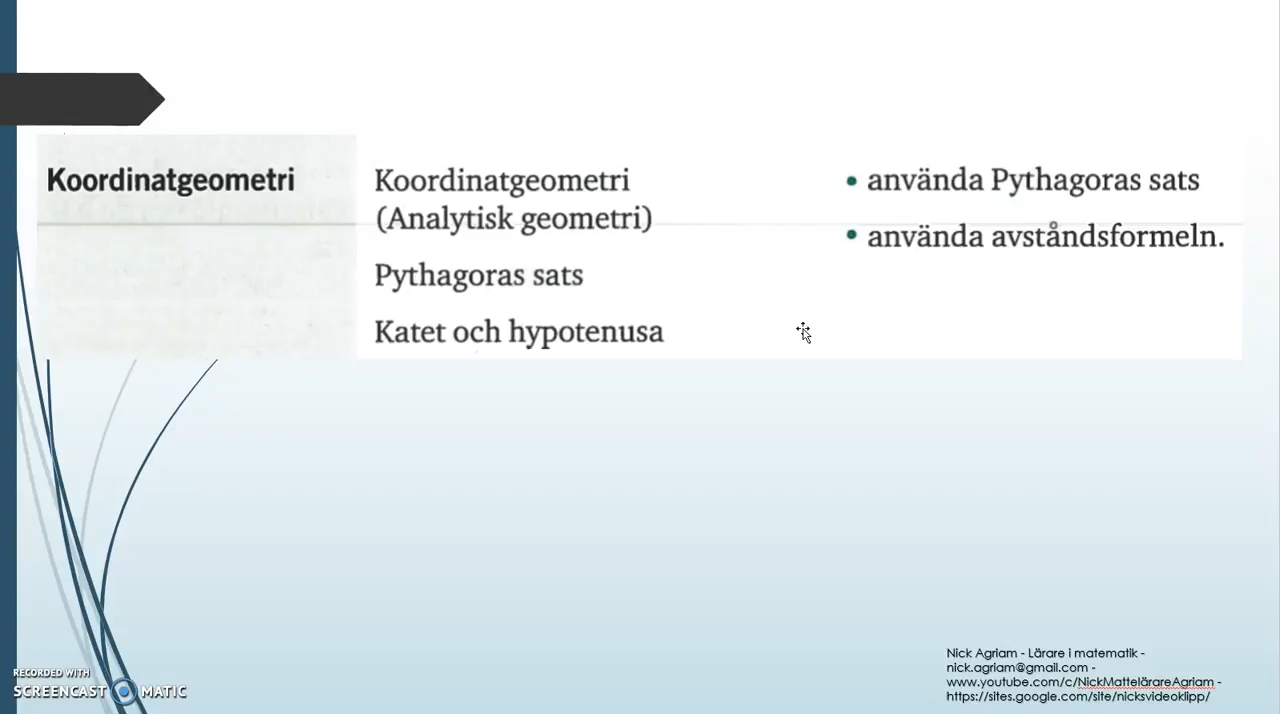 Koordinatgeometri
Koordinatgeometri
(Analytisk geometri)
Pythagoras sats
Katet och hypotenusa
• använda Pythagoras sats
• använda avståndsformeln.
Nick Agriam - Lärare i matematik -
nick.agriam@gmail.com -
www.youtube.com/c/NickMattelärareAgriam -
https://sites.google.com/site/nicksvideoklipp/
RECORDED WITH
SCREENCAST MATIC